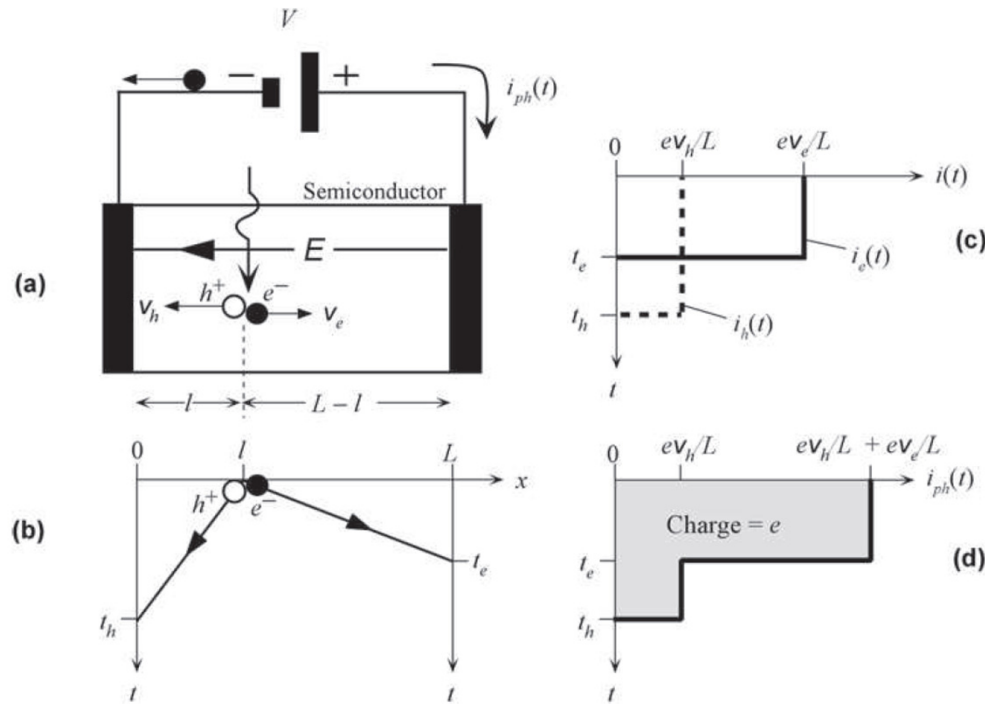 V
− +
i_ph(t)
Semiconductor
E
(a)
h⁺ e⁻
v_h v_e
l L − l
0 l L
x
h⁺ e⁻
(b)
t_e
t_h
t t
0 ev_h/L ev_e/L
i(t)
(c)
t_e
i_e(t)
t_h
i_h(t)
t
0 ev_h/L ev_h/L + ev_e/L
i_ph(t)
Charge = e
t_e
(d)
t_h
t